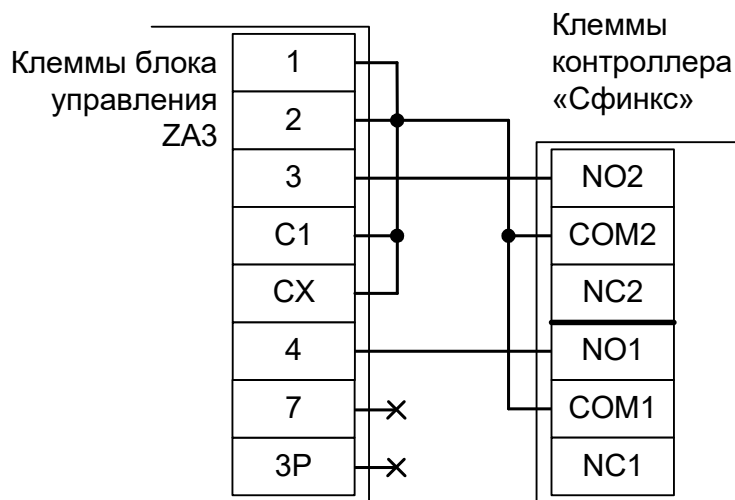 Клеммы блока
управления
ZA3
1
2
3
C1
CX
4
7
3P
Клеммы
контроллера
«Сфинкс»
NO2
COM2
NC2
NO1
COM1
NC1